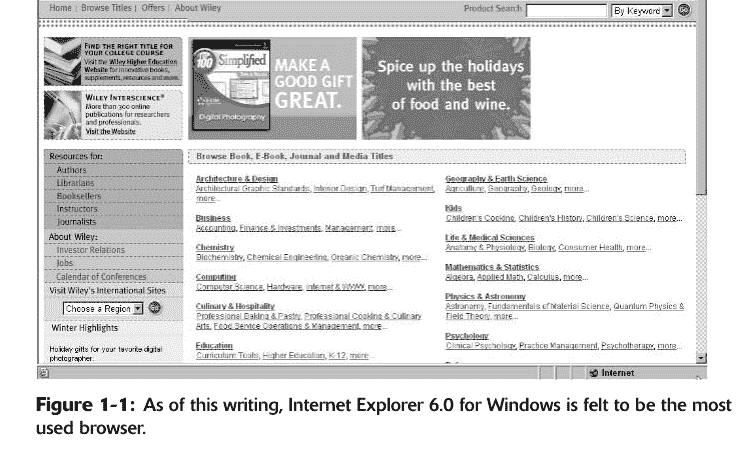 Home | Browse Titles | Offers | About Wiley
Product Search
By Keyword
GO
FIND THE RIGHT TITLE FOR
YOUR COLLEGE COURSE
Visit the Wiley Higher Education
Website for innovative books,
supplements, resources and more.
WILEY INTERSCIENCE®
More than 300 online
publications for researchers
and professionals.
Visit the Website
TOP 100
Simplified
Digital Photography
MAKE A
GOOD GIFT
GREAT.
Spice up the holidays
with the best
of food and wine.
Resources for:
Authors
Librarians
Booksellers
Instructors
Journalists
About Wiley:
Investor Relations
Jobs
Calendar of Conferences
Visit Wiley's International Sites
Choose a Region
GO
Winter Highlights
Holiday gifts for your favorite digital
photographer:
Browse Book, E-Book, Journal and Media Titles
Architecture & Design
Architectural Graphic Standards, Interior Design, Turf Management,
more...
Business
Accounting, Finance & Investments, Management, more...
Chemistry
Biochemistry, Chemical Engineering, Organic Chemistry, more...
Computing
Computer Science, Hardware, Internet & WWW, more...
Culinary & Hospitality
Professional Baking & Pastry, Professional Cooking & Culinary
Arts, Food Service Operations & Management, more...
Education
Curriculum Tools, Higher Education, K-12, more...
Geography & Earth Science
Agriculture, Geography, Geology, more...
Kids
Children's Cooking, Children's History, Children's Science, more...
Life & Medical Sciences
Anatomy & Physiology, Biology, Consumer Health, more...
Mathematics & Statistics
Algebra, Applied Math, Calculus, more...
Physics & Astronomy
Astronomy, Fundamentals of Material Science, Quantum Physics &
Field Theory, more...
Psychology
Clinical Psychology, Practice Management, Psychotherapy, more...
Internet
Figure 1-1: As of this writing, Internet Explorer 6.0 for Windows is felt to be the most
used browser.